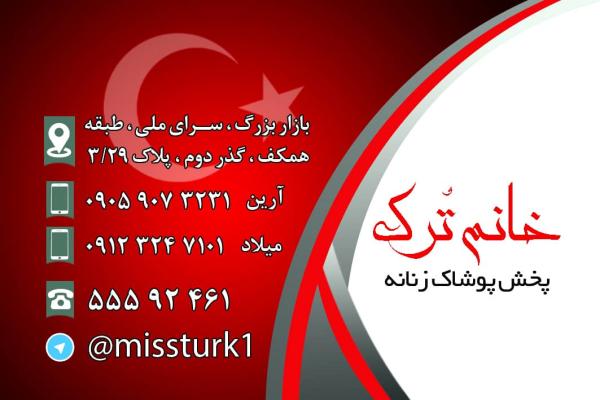 خانم تُرک
پخش پوشاک زنانه
بازار بزرگ ، سرای ملی ، طبقه
همکف ، گذر دوم ، پلاک ۳/۲۹
آرین ۰۹۰۵ ۹۰۷ ۳۲۳۱
میلاد ۰۹۱۲ ۳۲۴ ۷۱۰۱
۵۵۵ ۹۲ ۴۶۱
@missturk1